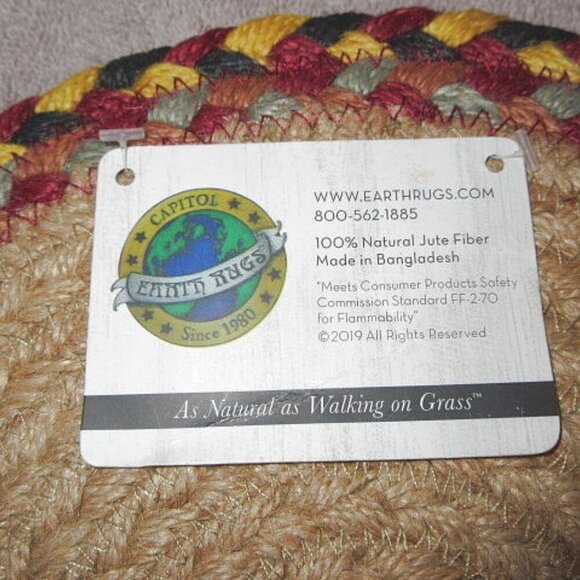 CAPITOL
EARTH RUGS
Since 1980
WWW.EARTHRUGS.COM
800-562-1885
100% Natural Jute Fiber
Made in Bangladesh
"Meets Consumer Products Safety
Commission Standard FF-2-70
for Flammability"
©2019 All Rights Reserved
As Natural as Walking on Grass™